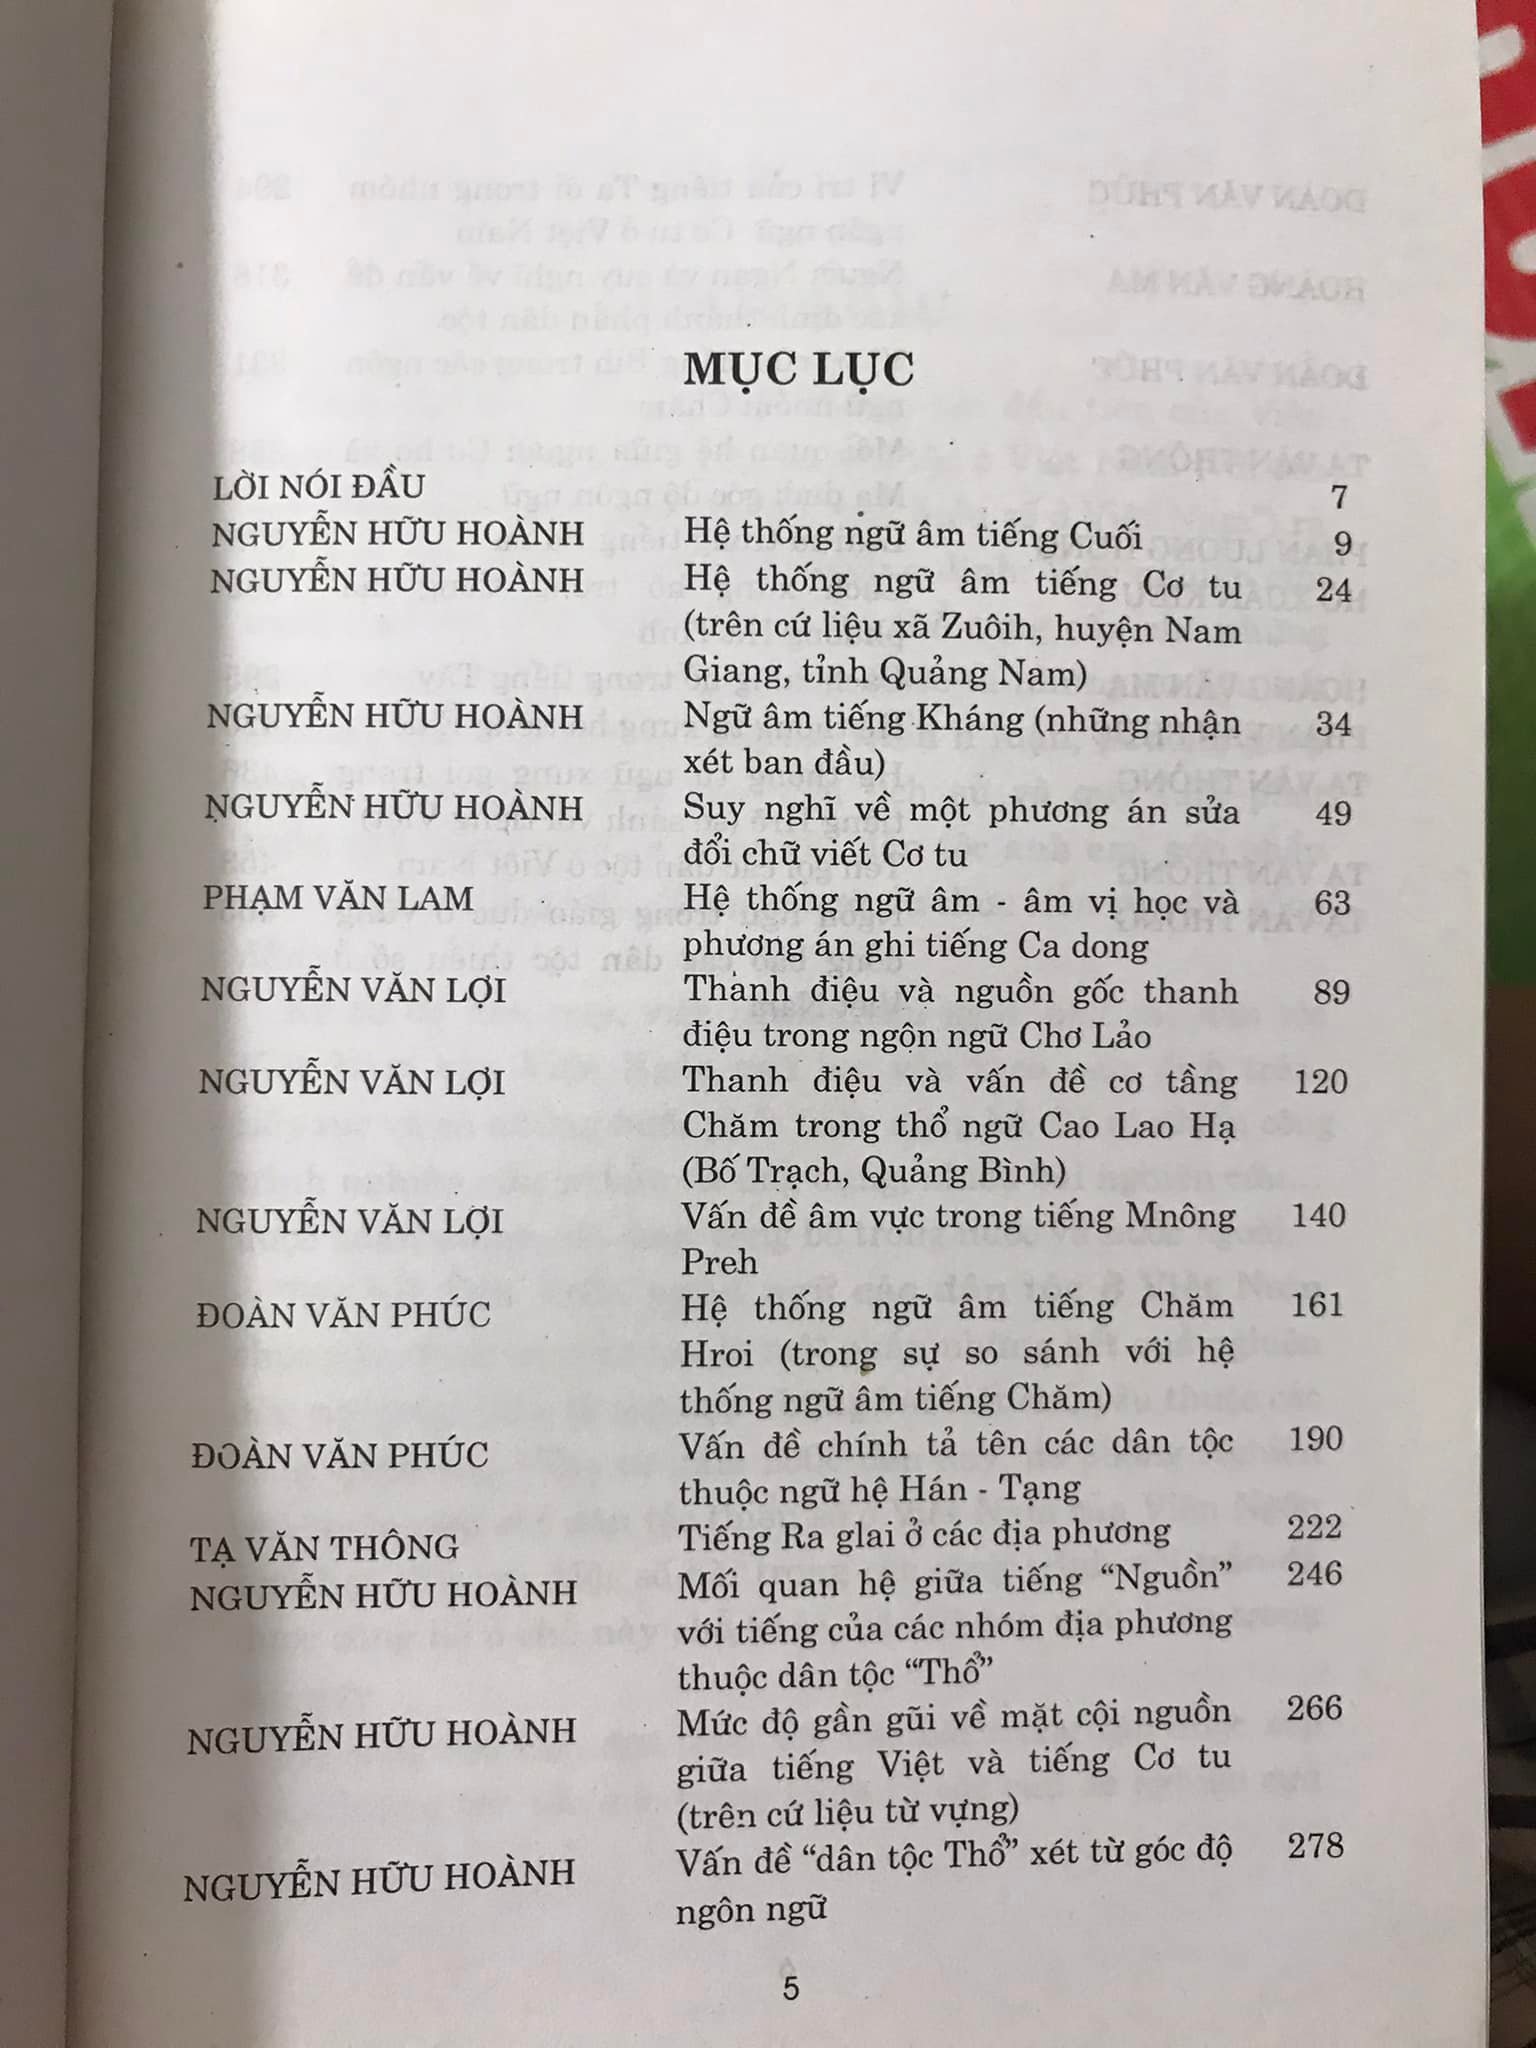 MỤC LỤC
LỜI NÓI ĐẦU 7
NGUYỄN HỮU HOÀNH Hệ thống ngữ âm tiếng Cuối 9
NGUYỄN HỮU HOÀNH Hệ thống ngữ âm tiếng Cơ tu 24
(trên cứ liệu xã Zuôih, huyện Nam
Giang, tỉnh Quảng Nam)
NGUYỄN HỮU HOÀNH Ngữ âm tiếng Kháng (những nhận 34
xét ban đầu)
NGUYỄN HỮU HOÀNH Suy nghĩ về một phương án sửa 49
đổi chữ viết Cơ tu
PHẠM VĂN LAM Hệ thống ngữ âm - âm vị học và 63
phương án ghi tiếng Ca dong
NGUYỄN VĂN LỢI Thanh điệu và nguồn gốc thanh 89
điệu trong ngôn ngữ Chơ Lảo
NGUYỄN VĂN LỢI Thanh điệu và vấn đề cơ tầng 120
Chăm trong thổ ngữ Cao Lao Hạ
(Bố Trạch, Quảng Bình)
NGUYỄN VĂN LỢI Vấn đề âm vực trong tiếng Mnông 140
Preh
ĐOÀN VĂN PHÚC Hệ thống ngữ âm tiếng Chăm 161
Hroi (trong sự so sánh với hệ
thống ngữ âm tiếng Chăm)
ĐOÀN VĂN PHÚC Vấn đề chính tả tên các dân tộc 190
thuộc ngữ hệ Hán - Tạng
TẠ VĂN THÔNG Tiếng Ra glai ở các địa phương 222
NGUYỄN HỮU HOÀNH Mối quan hệ giữa tiếng “Nguồn” 246
với tiếng của các nhóm địa phương
thuộc dân tộc “Thổ”
NGUYỄN HỮU HOÀNH Mức độ gần gũi về mặt cội nguồn 266
giữa tiếng Việt và tiếng Cơ tu
(trên cứ liệu từ vựng)
NGUYỄN HỮU HOÀNH Vấn đề “dân tộc Thổ” xét từ góc độ 278
ngôn ngữ
5